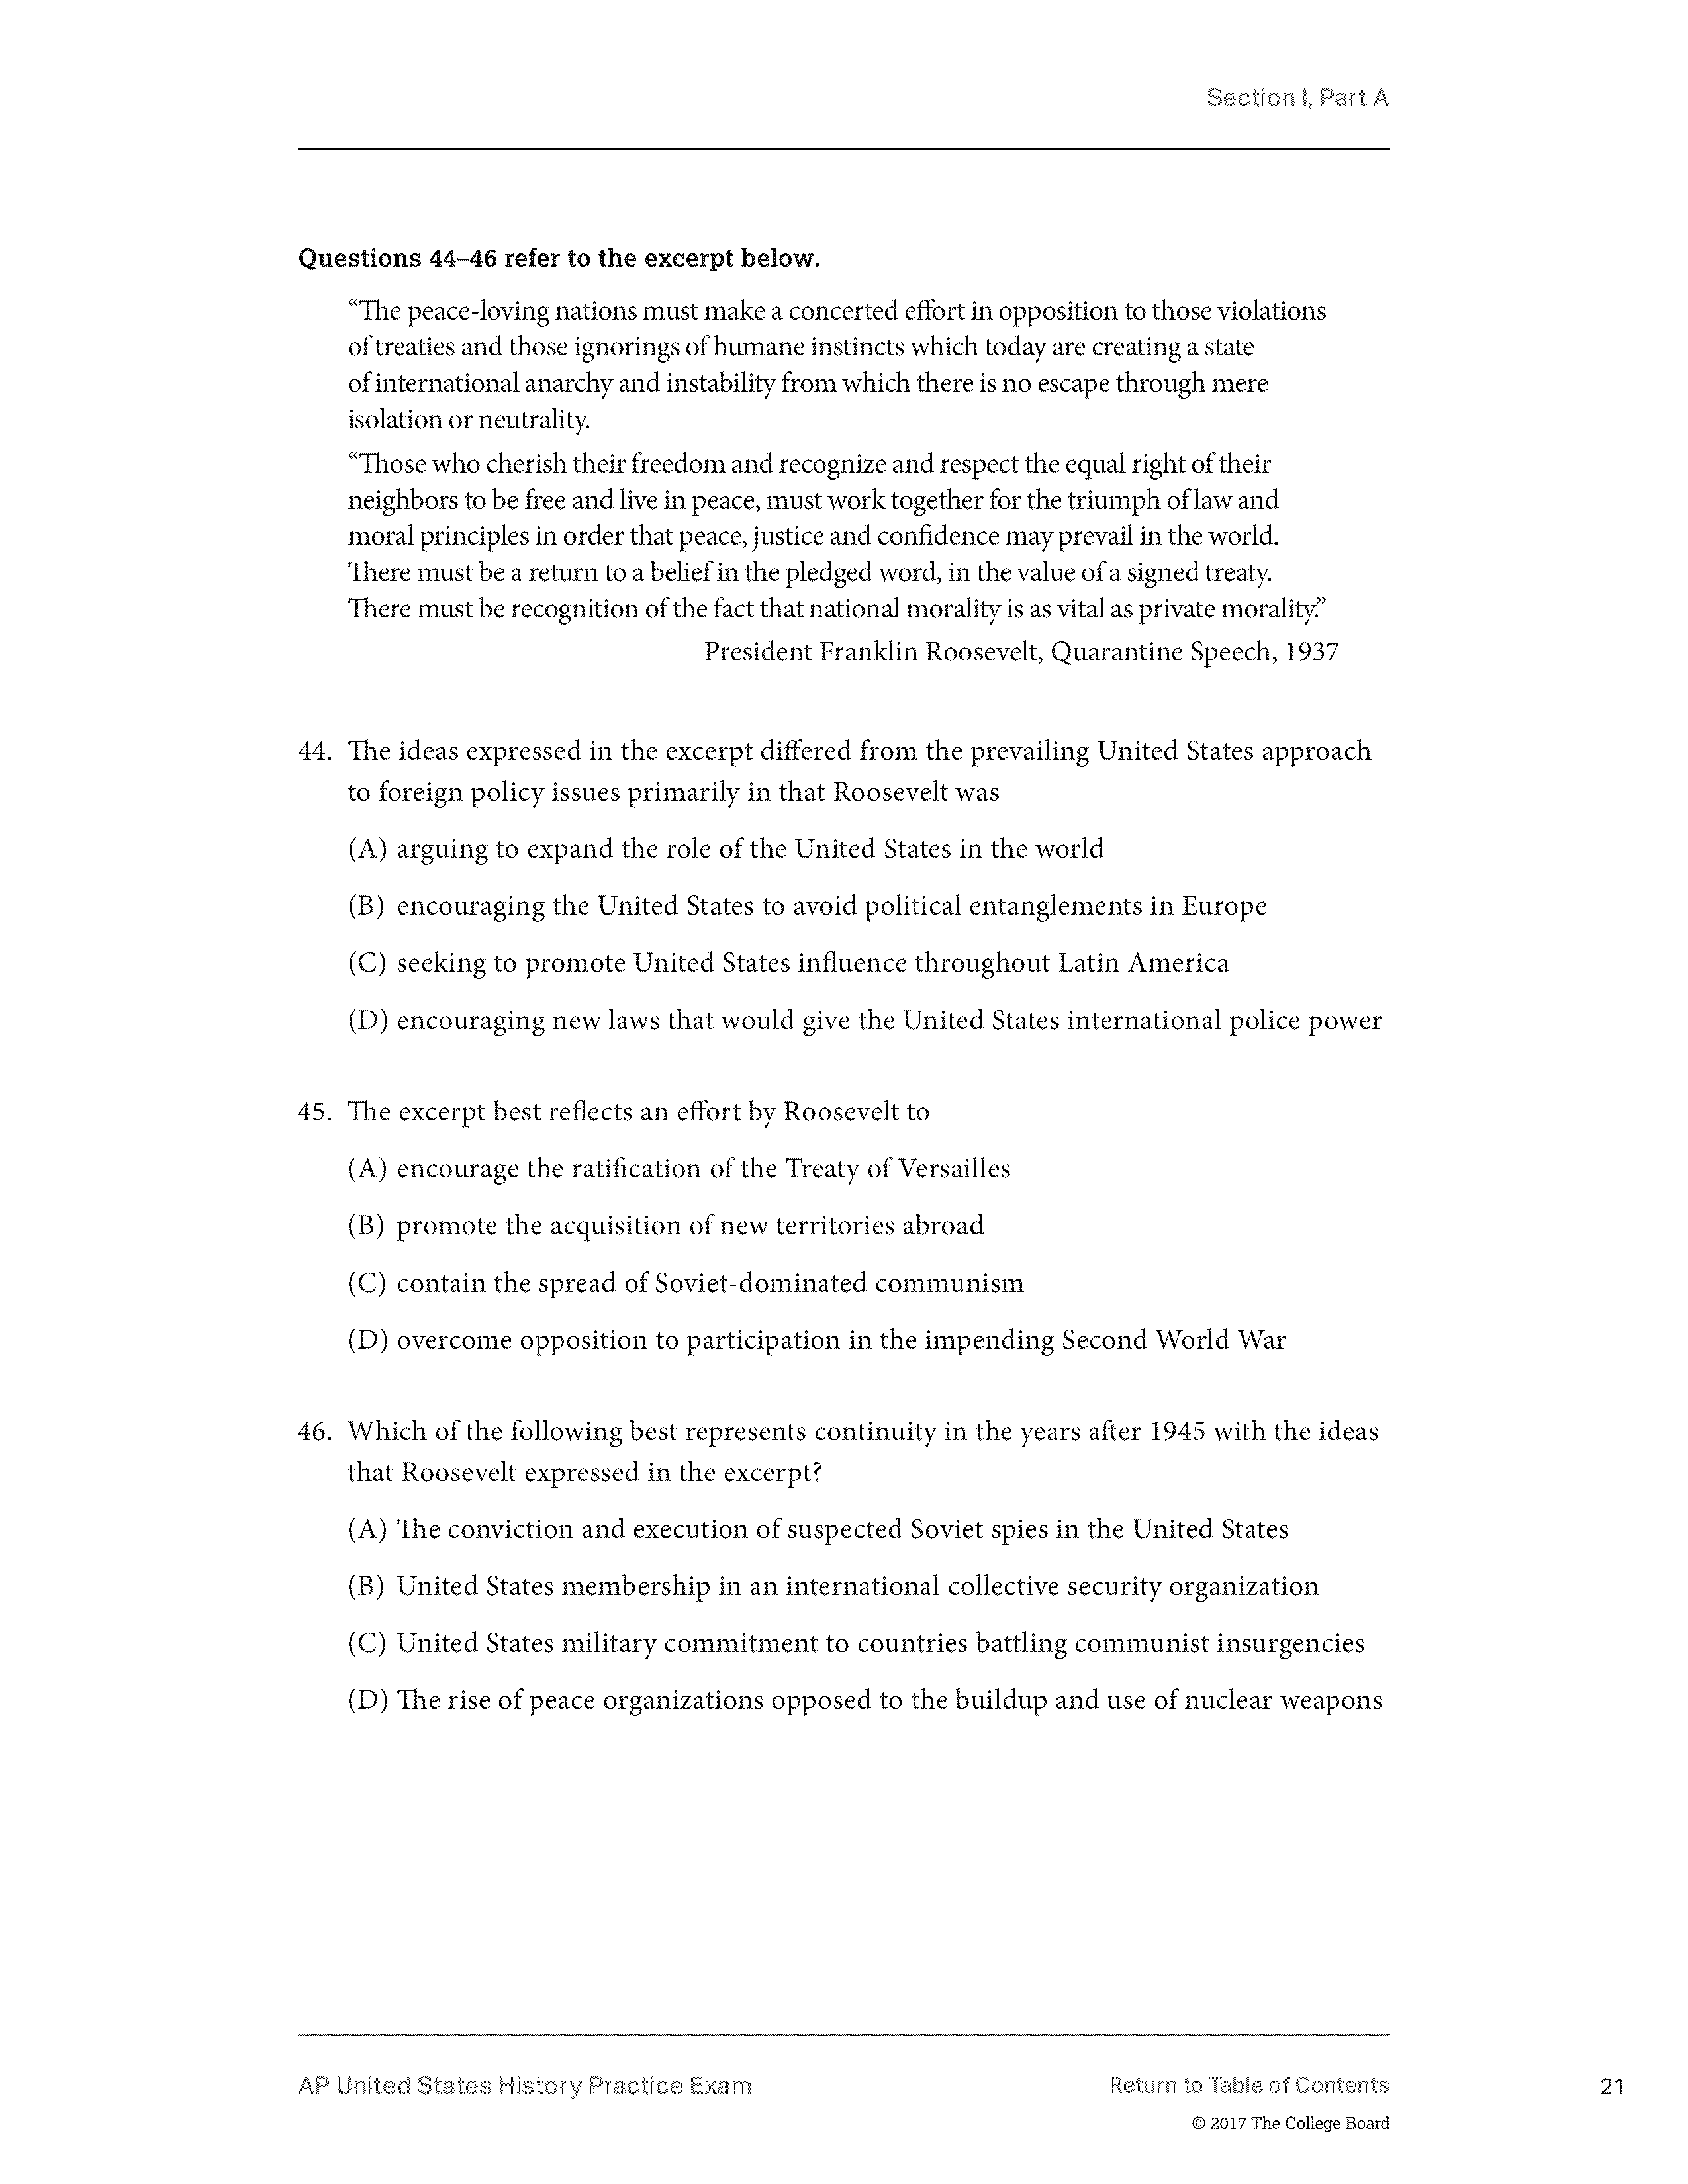 Section I, Part A
Questions 44–46 refer to the excerpt below.
“The peace-loving nations must make a concerted effort in opposition to those violations
of treaties and those ignorings of humane instincts which today are creating a state
of international anarchy and instability from which there is no escape through mere
isolation or neutrality.
“Those who cherish their freedom and recognize and respect the equal right of their
neighbors to be free and live in peace, must work together for the triumph of law and
moral principles in order that peace, justice and confidence may prevail in the world.
There must be a return to a belief in the pledged word, in the value of a signed treaty.
There must be recognition of the fact that national morality is as vital as private morality.”
President Franklin Roosevelt, Quarantine Speech, 1937
44. The ideas expressed in the excerpt differed from the prevailing United States approach
to foreign policy issues primarily in that Roosevelt was
(A) arguing to expand the role of the United States in the world
(B) encouraging the United States to avoid political entanglements in Europe
(C) seeking to promote United States influence throughout Latin America
(D) encouraging new laws that would give the United States international police power
45. The excerpt best reflects an effort by Roosevelt to
(A) encourage the ratification of the Treaty of Versailles
(B) promote the acquisition of new territories abroad
(C) contain the spread of Soviet-dominated communism
(D) overcome opposition to participation in the impending Second World War
46. Which of the following best represents continuity in the years after 1945 with the ideas
that Roosevelt expressed in the excerpt?
(A) The conviction and execution of suspected Soviet spies in the United States
(B) United States membership in an international collective security organization
(C) United States military commitment to countries battling communist insurgencies
(D) The rise of peace organizations opposed to the buildup and use of nuclear weapons
AP United States History Practice Exam
Return to Table of Contents
21
© 2017 The College Board